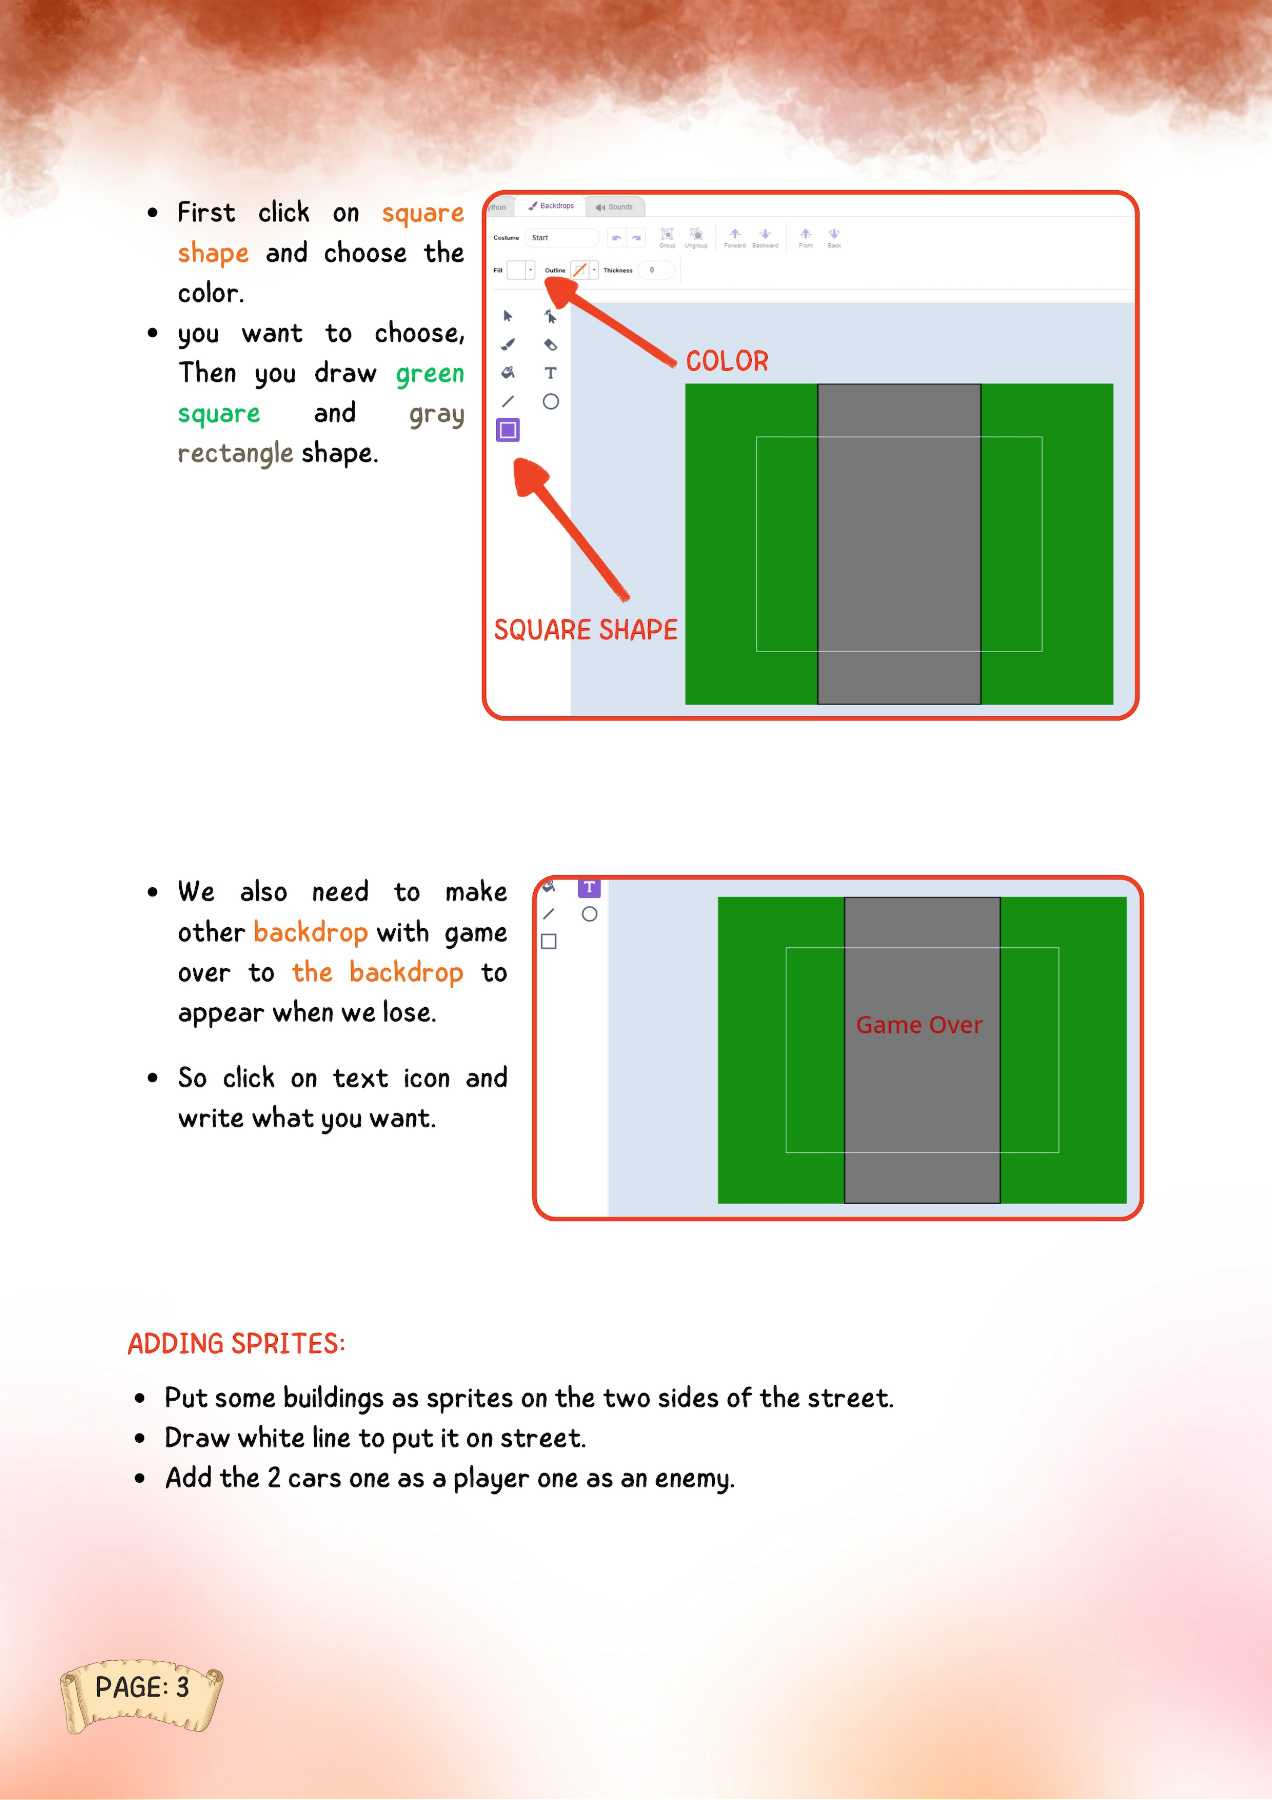 • First click on square
shape and choose the
color.
• you want to choose,
Then you draw green
square and gray
rectangle shape.
ython Backdrops Sounds
Costume Start Group Ungroup Forward Backward Front Back
Fill Outline Thickness 0
T
COLOR
SQUARE SHAPE
• We also need to make
other backdrop with game
over to the backdrop to
appear when we lose.
• So click on text icon and
write what you want.
T
Game Over
ADDING SPRITES:
• Put some buildings as sprites on the two sides of the street.
• Draw white line to put it on street.
• Add the 2 cars one as a player one as an enemy.
PAGE: 3